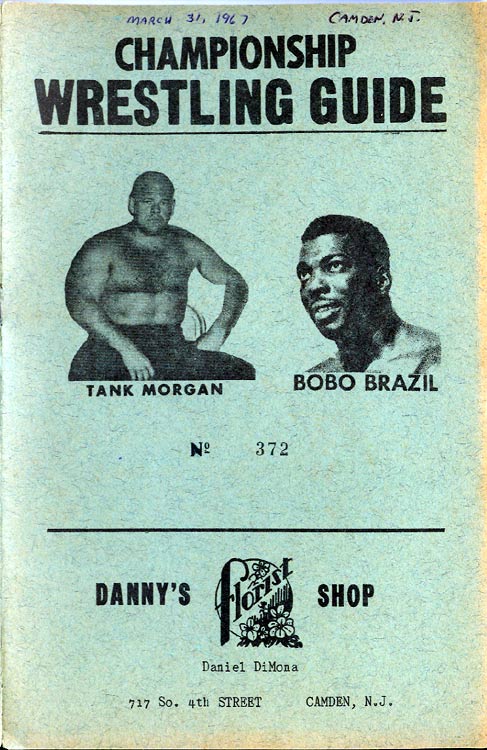 MARCH 31, 1967 CAMDEN, N.J.
CHAMPIONSHIP
WRESTLING GUIDE
TANK MORGAN
BOBO BRAZIL
Nº 372
DANNY'S Florist SHOP
Daniel DiMona
717 So. 4th STREET CAMDEN, N.J.